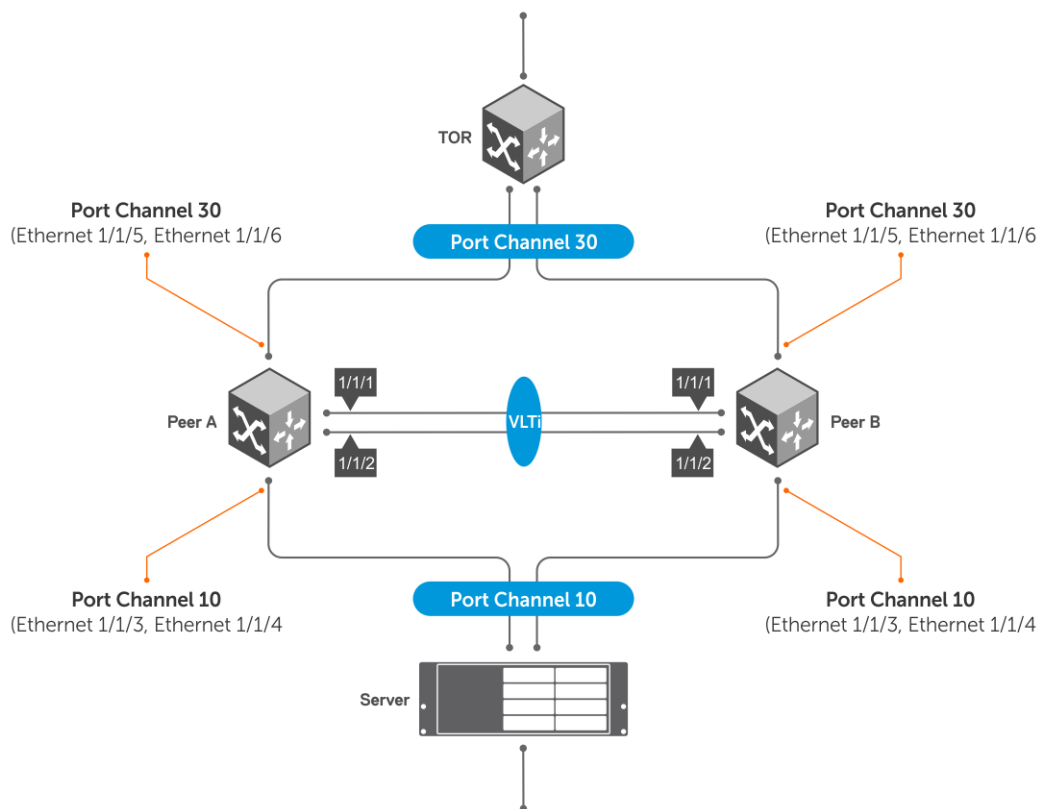 TOR
Port Channel 30
(Ethernet 1/1/5, Ethernet 1/1/6
Port Channel 30
Port Channel 30
(Ethernet 1/1/5, Ethernet 1/1/6
1/1/1
1/1/1
Peer A
VLTi
Peer B
1/1/2
1/1/2
Port Channel 10
(Ethernet 1/1/3, Ethernet 1/1/4
Port Channel 10
Port Channel 10
(Ethernet 1/1/3, Ethernet 1/1/4
Server